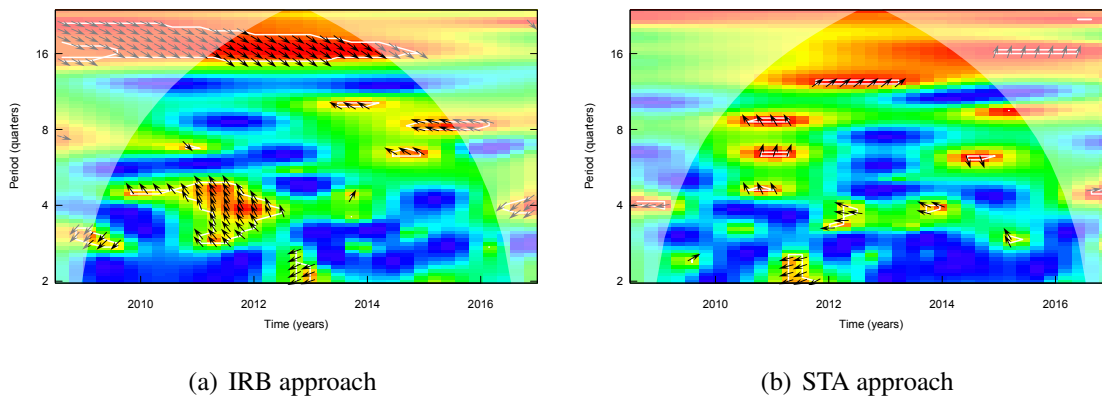 16
8
4
2
Period (quarters)
2010 2012 2014 2016
Time (years)
(a) IRB approach
16
8
4
2
Period (quarters)
2010 2012 2014 2016
Time (years)
(b) STA approach